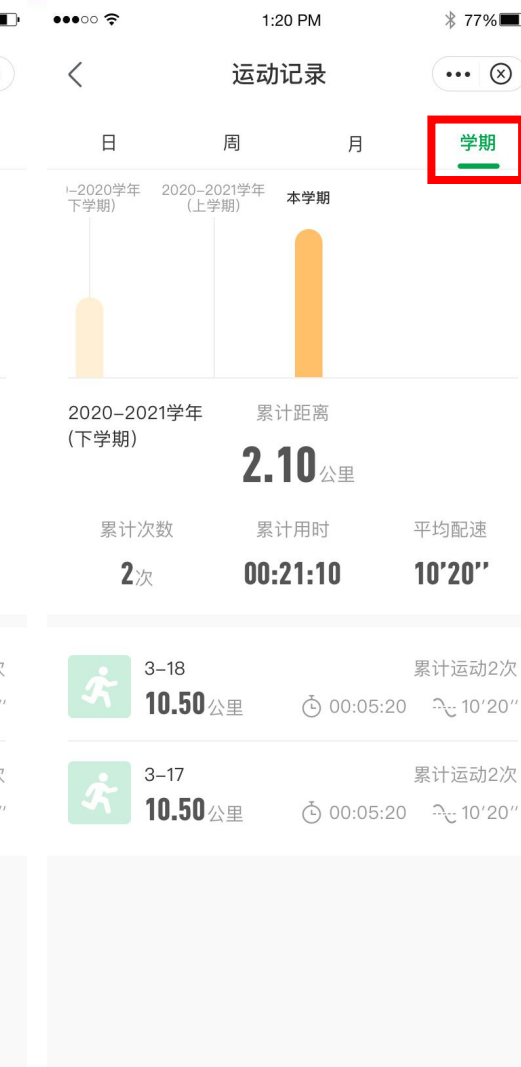 1:20 PM
77%
运动记录
日
周
月
学期
-2020学年
下学期)
2020-2021学年
(上学期)
本学期
2020-2021学年
(下学期)
累计距离
2.10公里
累计次数
累计用时
平均配速
2次
00:21:10
10'20''
次
''
3-18
累计运动2次
10.50公里
00:05:20
10'20''
次
''
3-17
累计运动2次
10.50公里
00:05:20
10'20''